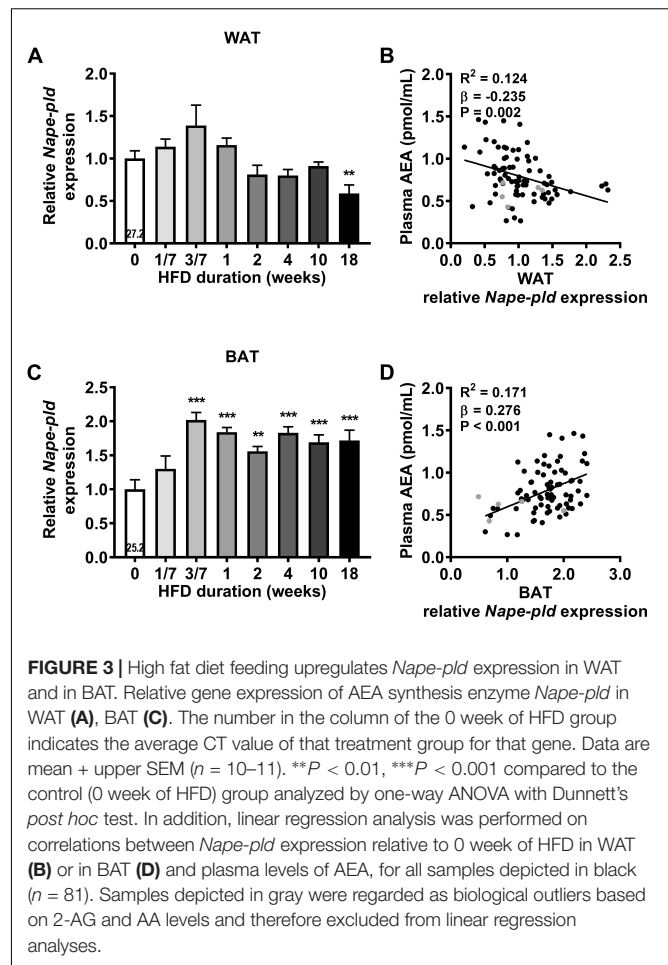 WAT
A
Relative Nape-pld
expression
2.0
1.5
1.0
0.5
0.0
27.2
**
0 1/7 3/7 1 2 4 10 18
HFD duration (weeks)
B
R² = 0.124
β = -0.235
P = 0.002
Plasma AEA (pmol/mL)
2.0
1.5
1.0
0.5
0.0
0.0 0.5 1.0 1.5 2.0 2.5
WAT
relative Nape-pld expression
BAT
C
Relative Nape-pld
expression
2.5
2.0
1.5
1.0
0.5
0.0
25.2
*** *** ** *** *** ***
0 1/7 3/7 1 2 4 10 18
HFD duration (weeks)
D
R² = 0.171
β = 0.276
P < 0.001
Plasma AEA (pmol/mL)
2.0
1.5
1.0
0.5
0.0
0.0 1.0 2.0 3.0
BAT
relative Nape-pld expression
FIGURE 3 | High fat diet feeding upregulates Nape-pld expression in WAT
and in BAT. Relative gene expression of AEA synthesis enzyme Nape-pld in
WAT (A), BAT (C). The number in the column of the 0 week of HFD group
indicates the average CT value of that treatment group for that gene. Data are
mean + upper SEM (n = 10–11). **P < 0.01, ***P < 0.001 compared to the
control (0 week of HFD) group analyzed by one-way ANOVA with Dunnett's
post hoc test. In addition, linear regression analysis was performed on
correlations between Nape-pld expression relative to 0 week of HFD in WAT
(B) or in BAT (D) and plasma levels of AEA, for all samples depicted in black
(n = 81). Samples depicted in gray were regarded as biological outliers based
on 2-AG and AA levels and therefore excluded from linear regression
analyses.